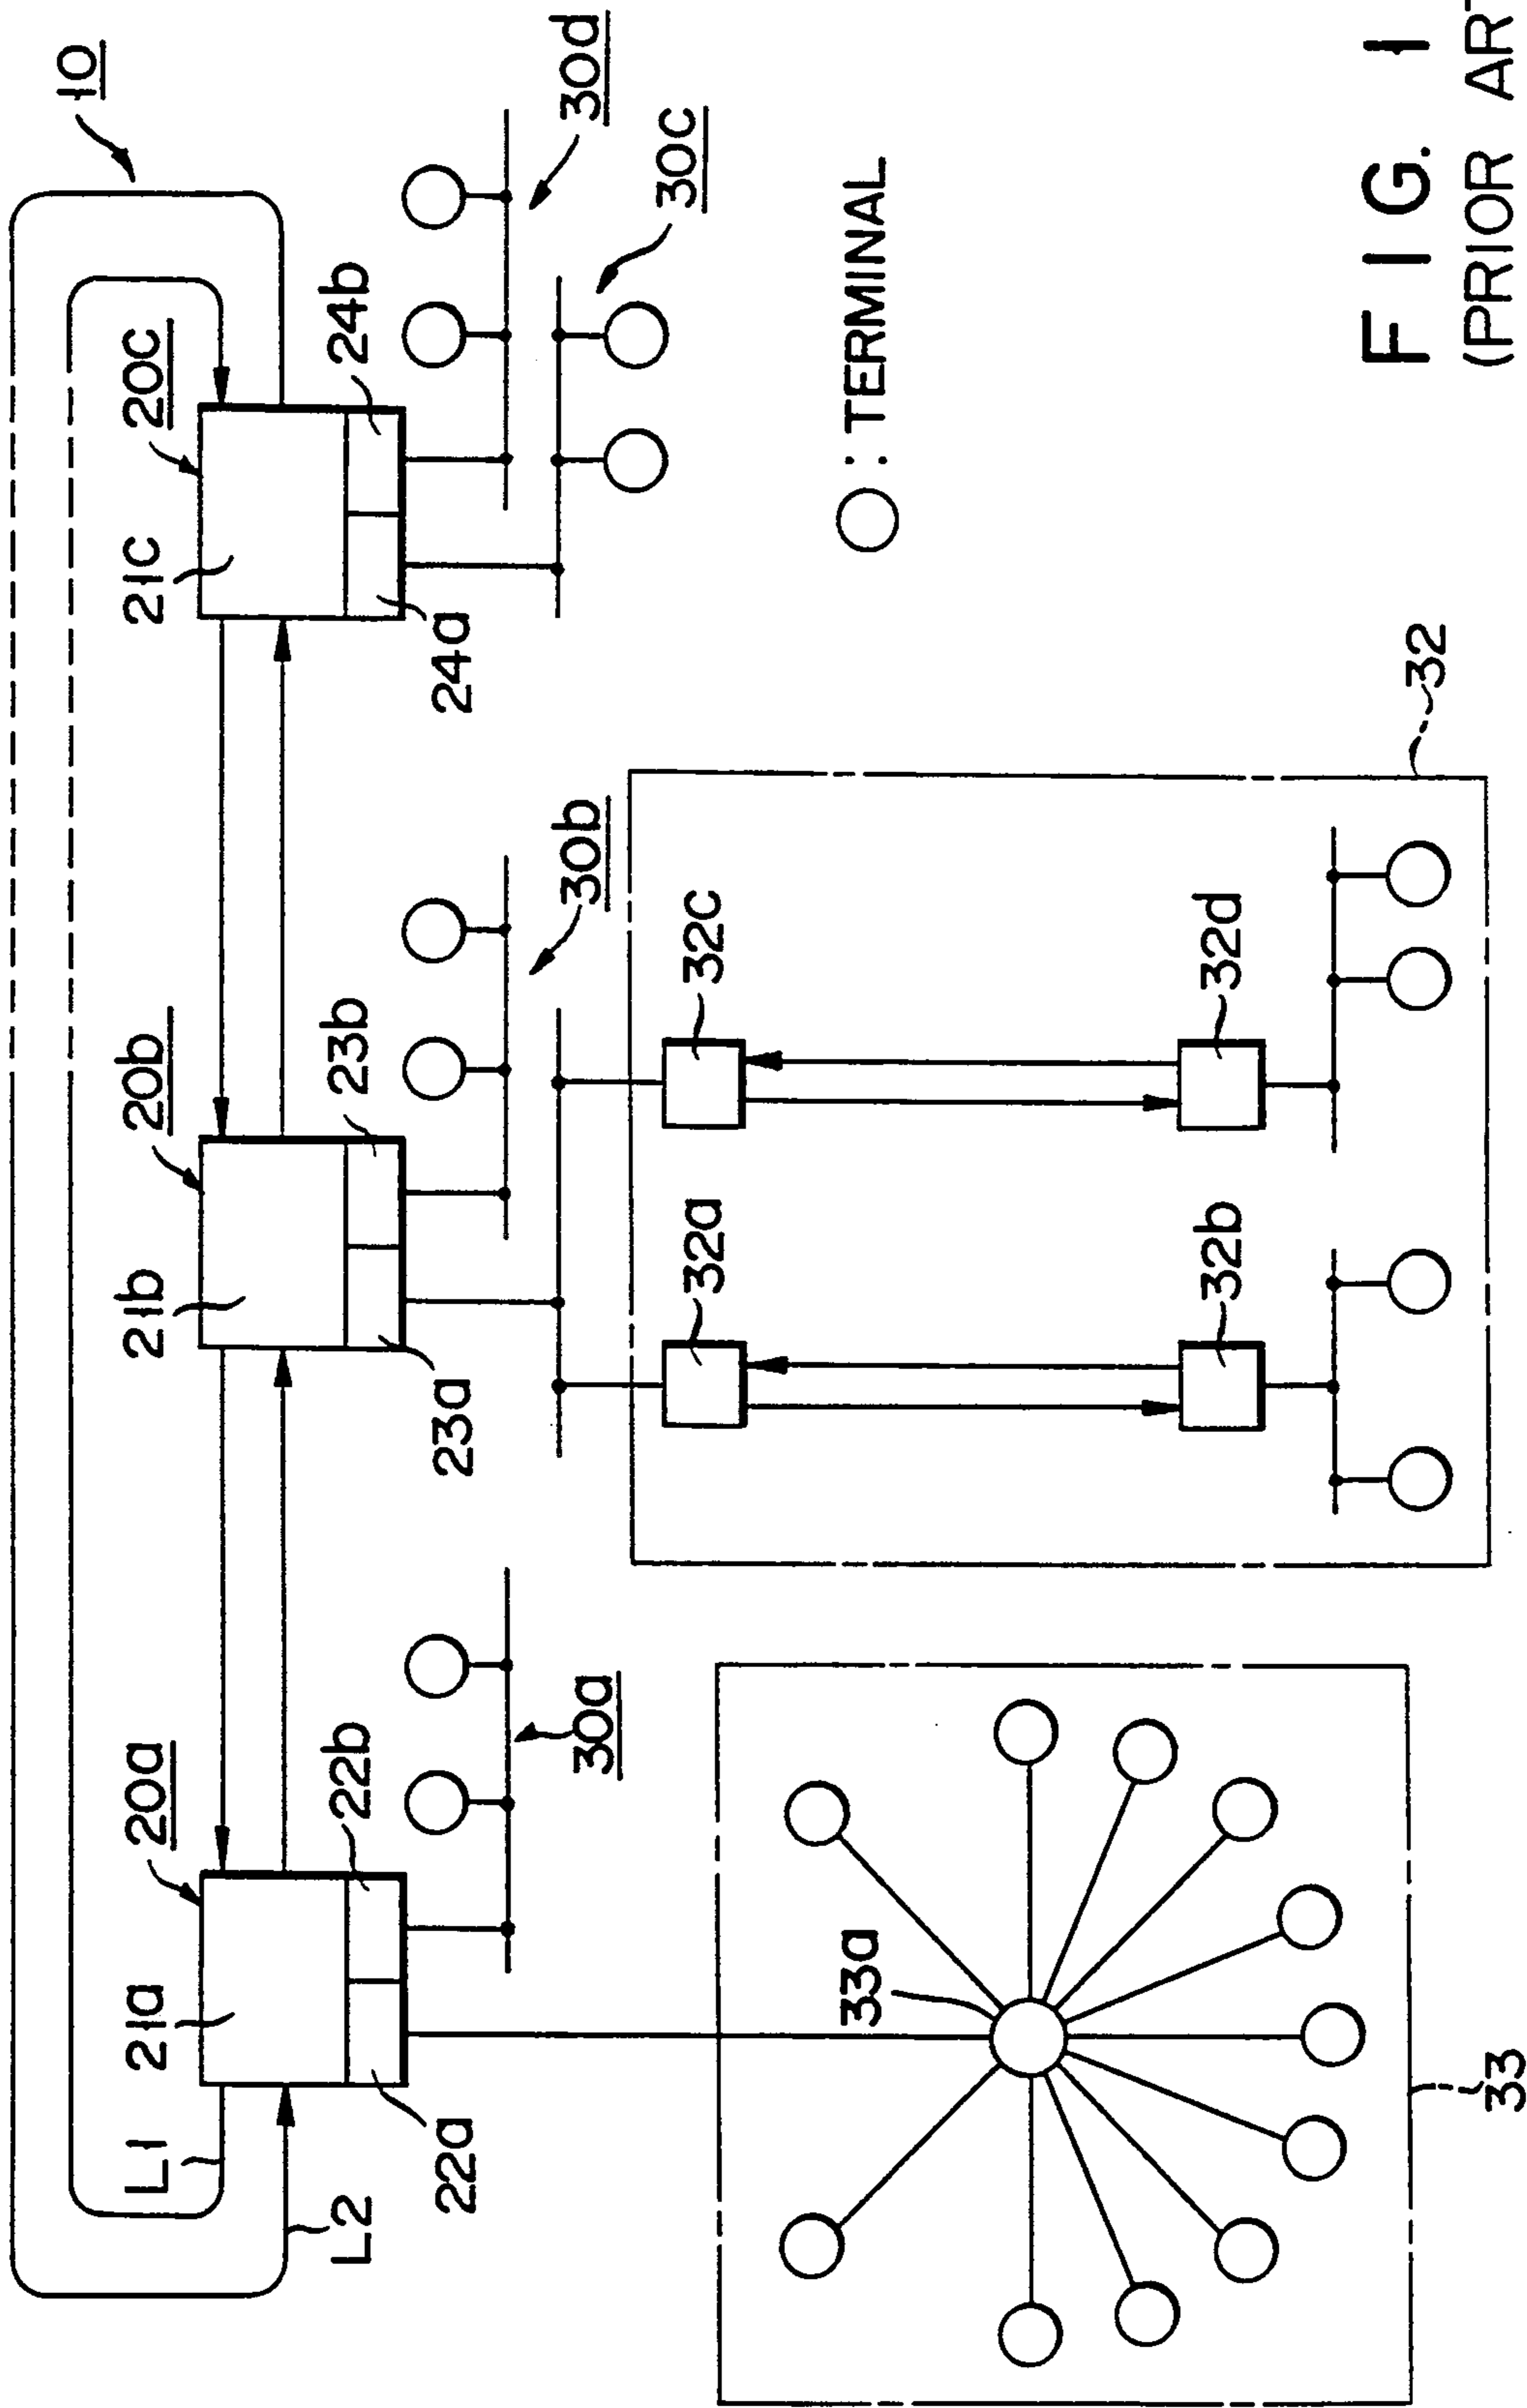 10
20a
20b
20c
L1
21a
21b
21c
L2
22b
23b
24b
22a
23a
24a
30a
30b
30d
30c
32a
32c
33a
: TERMINAL
32b
32d
32
33
FIG. 1
(PRIOR ART